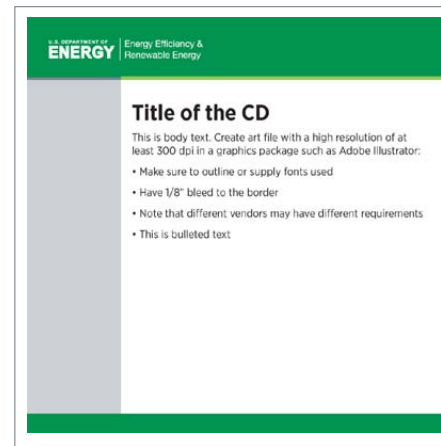 U.S. DEPARTMENT OF
ENERGY
Energy Efficiency &
Renewable Energy
Title of the CD
This is body text. Create art file with a high resolution of at
least 300 dpi in a graphics package such as Adobe Illustrator:
• Make sure to outline or supply fonts used
• Have 1/8" bleed to the border
• Note that different vendors may have different requirements
• This is bulleted text